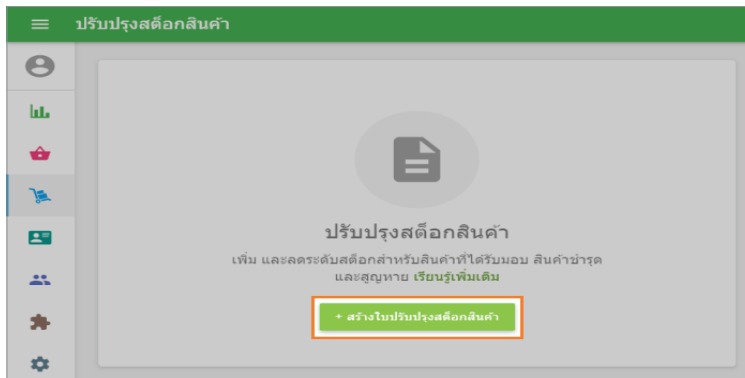 ปรับปรุงสต็อกสินค้า
ปรับปรุงสต็อกสินค้า
เพิ่ม และลดระดับสต็อกสำหรับสินค้าที่ได้รับมอบ สินค้าชำรุด
และสูญหาย เรียนรู้เพิ่มเติม
+ สร้างใบปรับปรุงสต็อกสินค้า